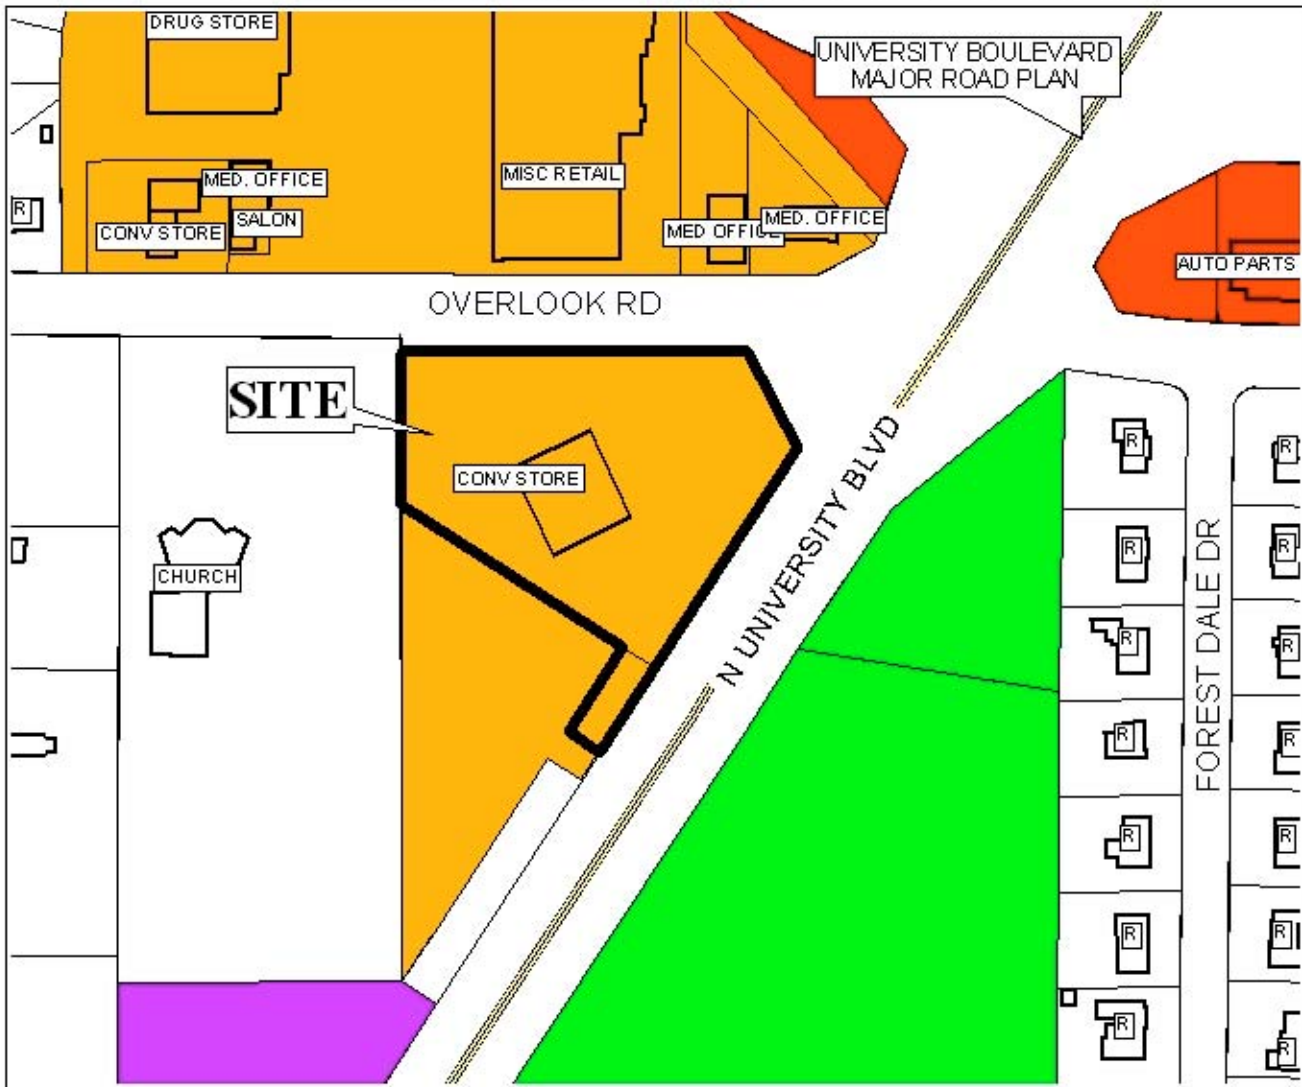 DRUG STORE
UNIVERSITY BOULEVARD
MAJOR ROAD PLAN
MED. OFFICE
MISC RETAIL
R
SALON
CONV STORE
MED OFFIC
MED. OFFICE
AUTO PARTS
OVERLOOK RD
SITE
CONV STORE
N UNIVERSITY BLVD
CHURCH
FOREST DALE DR
R
R
R
R
R
R
R
R
R
R
R
R
R
R